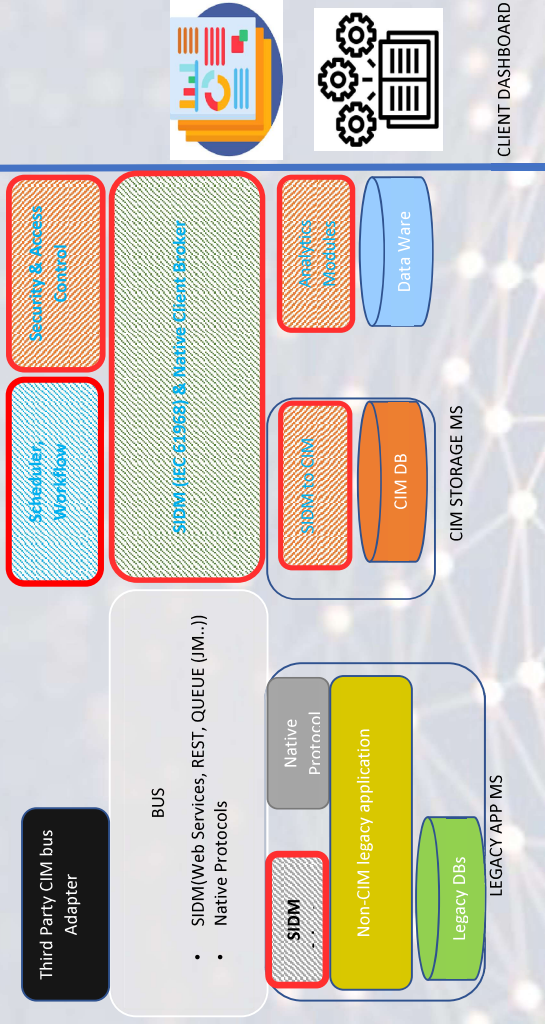 Third Party CIM bus
Adapter
Scheduler,
Workflow
Security & Access
Control
BUS
• SIDM(Web Services, REST, QUEUE (JM..))
• Native Protocols
SIDM (IEC 61968) & Native Client Broker
SIDM
Native
Protocol
Non-CIM legacy application
Legacy DBs
LEGACY APP MS
SIDM to CIM
CIM DB
CIM STORAGE MS
Analytics
Modules
Data Ware
CLIENT DASHBOARD